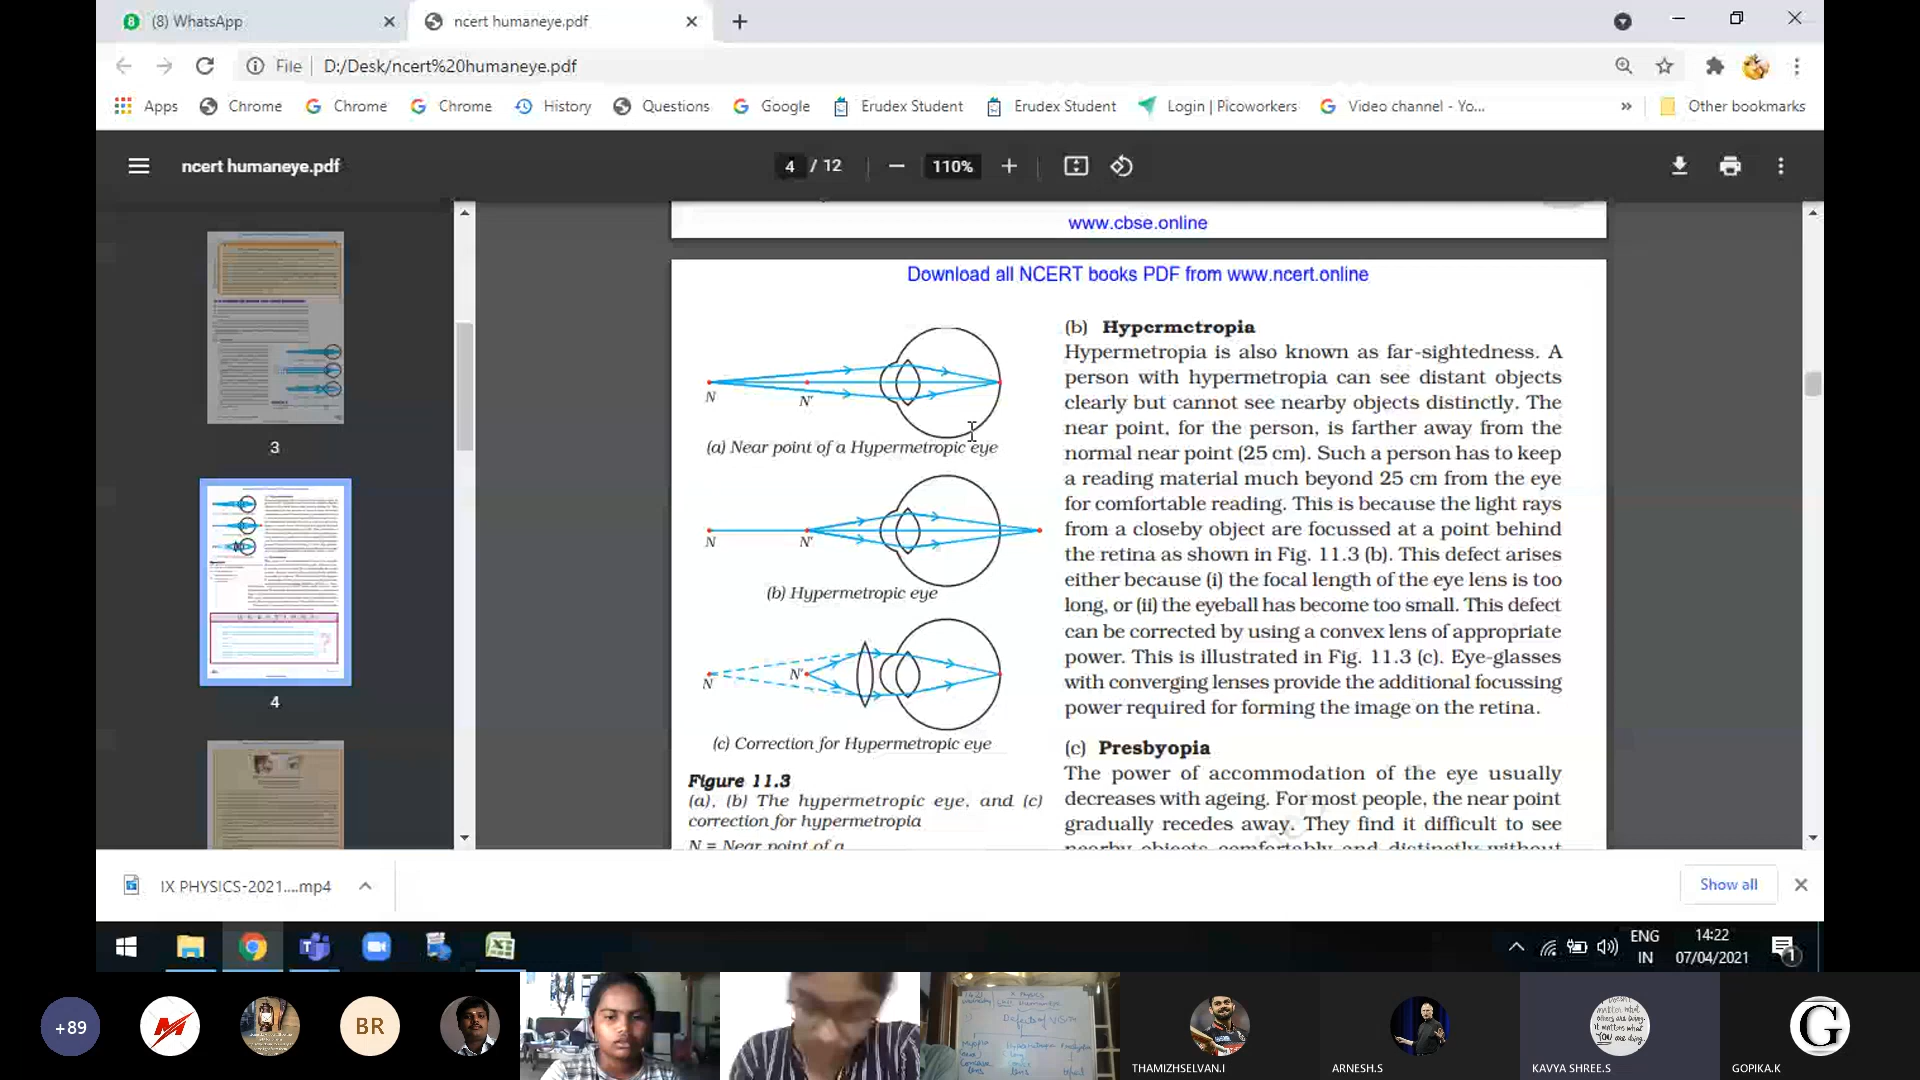 (8) WhatsApp
ncert humaneye.pdf
File
D:/Desk/ncert%20humaneye.pdf
Apps
Chrome
Chrome
Chrome
History
Questions
Google
Erudex Student
Erudex Student
Login | Picoworkers
Video channel - Yo...
»
Other bookmarks
ncert humaneye.pdf
4 / 12
110%
3
4
www.cbse.online
Download all NCERT books PDF from www.ncert.online
N
N'
(a) Near point of a Hypermetropic eye
N
N'
(b) Hypermetropic eye
N
N'
(c) Correction for Hypermetropic eye
Figure 11.3
(a), (b) The hypermetropic eye, and (c)
correction for hypermetropia
N = Near point of a
(b) Hypermetropia
Hypermetropia is also known as far-sightedness. A
person with hypermetropia can see distant objects
clearly but cannot see nearby objects distinctly. The
near point, for the person, is farther away from the
normal near point (25 cm). Such a person has to keep
a reading material much beyond 25 cm from the eye
for comfortable reading. This is because the light rays
from a closeby object are focussed at a point behind
the retina as shown in Fig. 11.3 (b). This defect arises
either because (i) the focal length of the eye lens is too
long, or (ii) the eyeball has become too small. This defect
can be corrected by using a convex lens of appropriate
power. This is illustrated in Fig. 11.3 (c). Eye-glasses
with converging lenses provide the additional focussing
power required for forming the image on the retina.
(c) Presbyopia
The power of accommodation of the eye usually
decreases with ageing. For most people, the near point
gradually recedes away. They find it difficult to see
nearby objects comfortably and distinctly without
IX PHYSICS-2021....mp4
Show all
ENG
IN
14:22
07/04/2021
1
+89
BR
Defects of Vision
THAMIZHSELVAN.I
ARNESH.S
KAVYA SHREE.S
GOPIKA.K
G